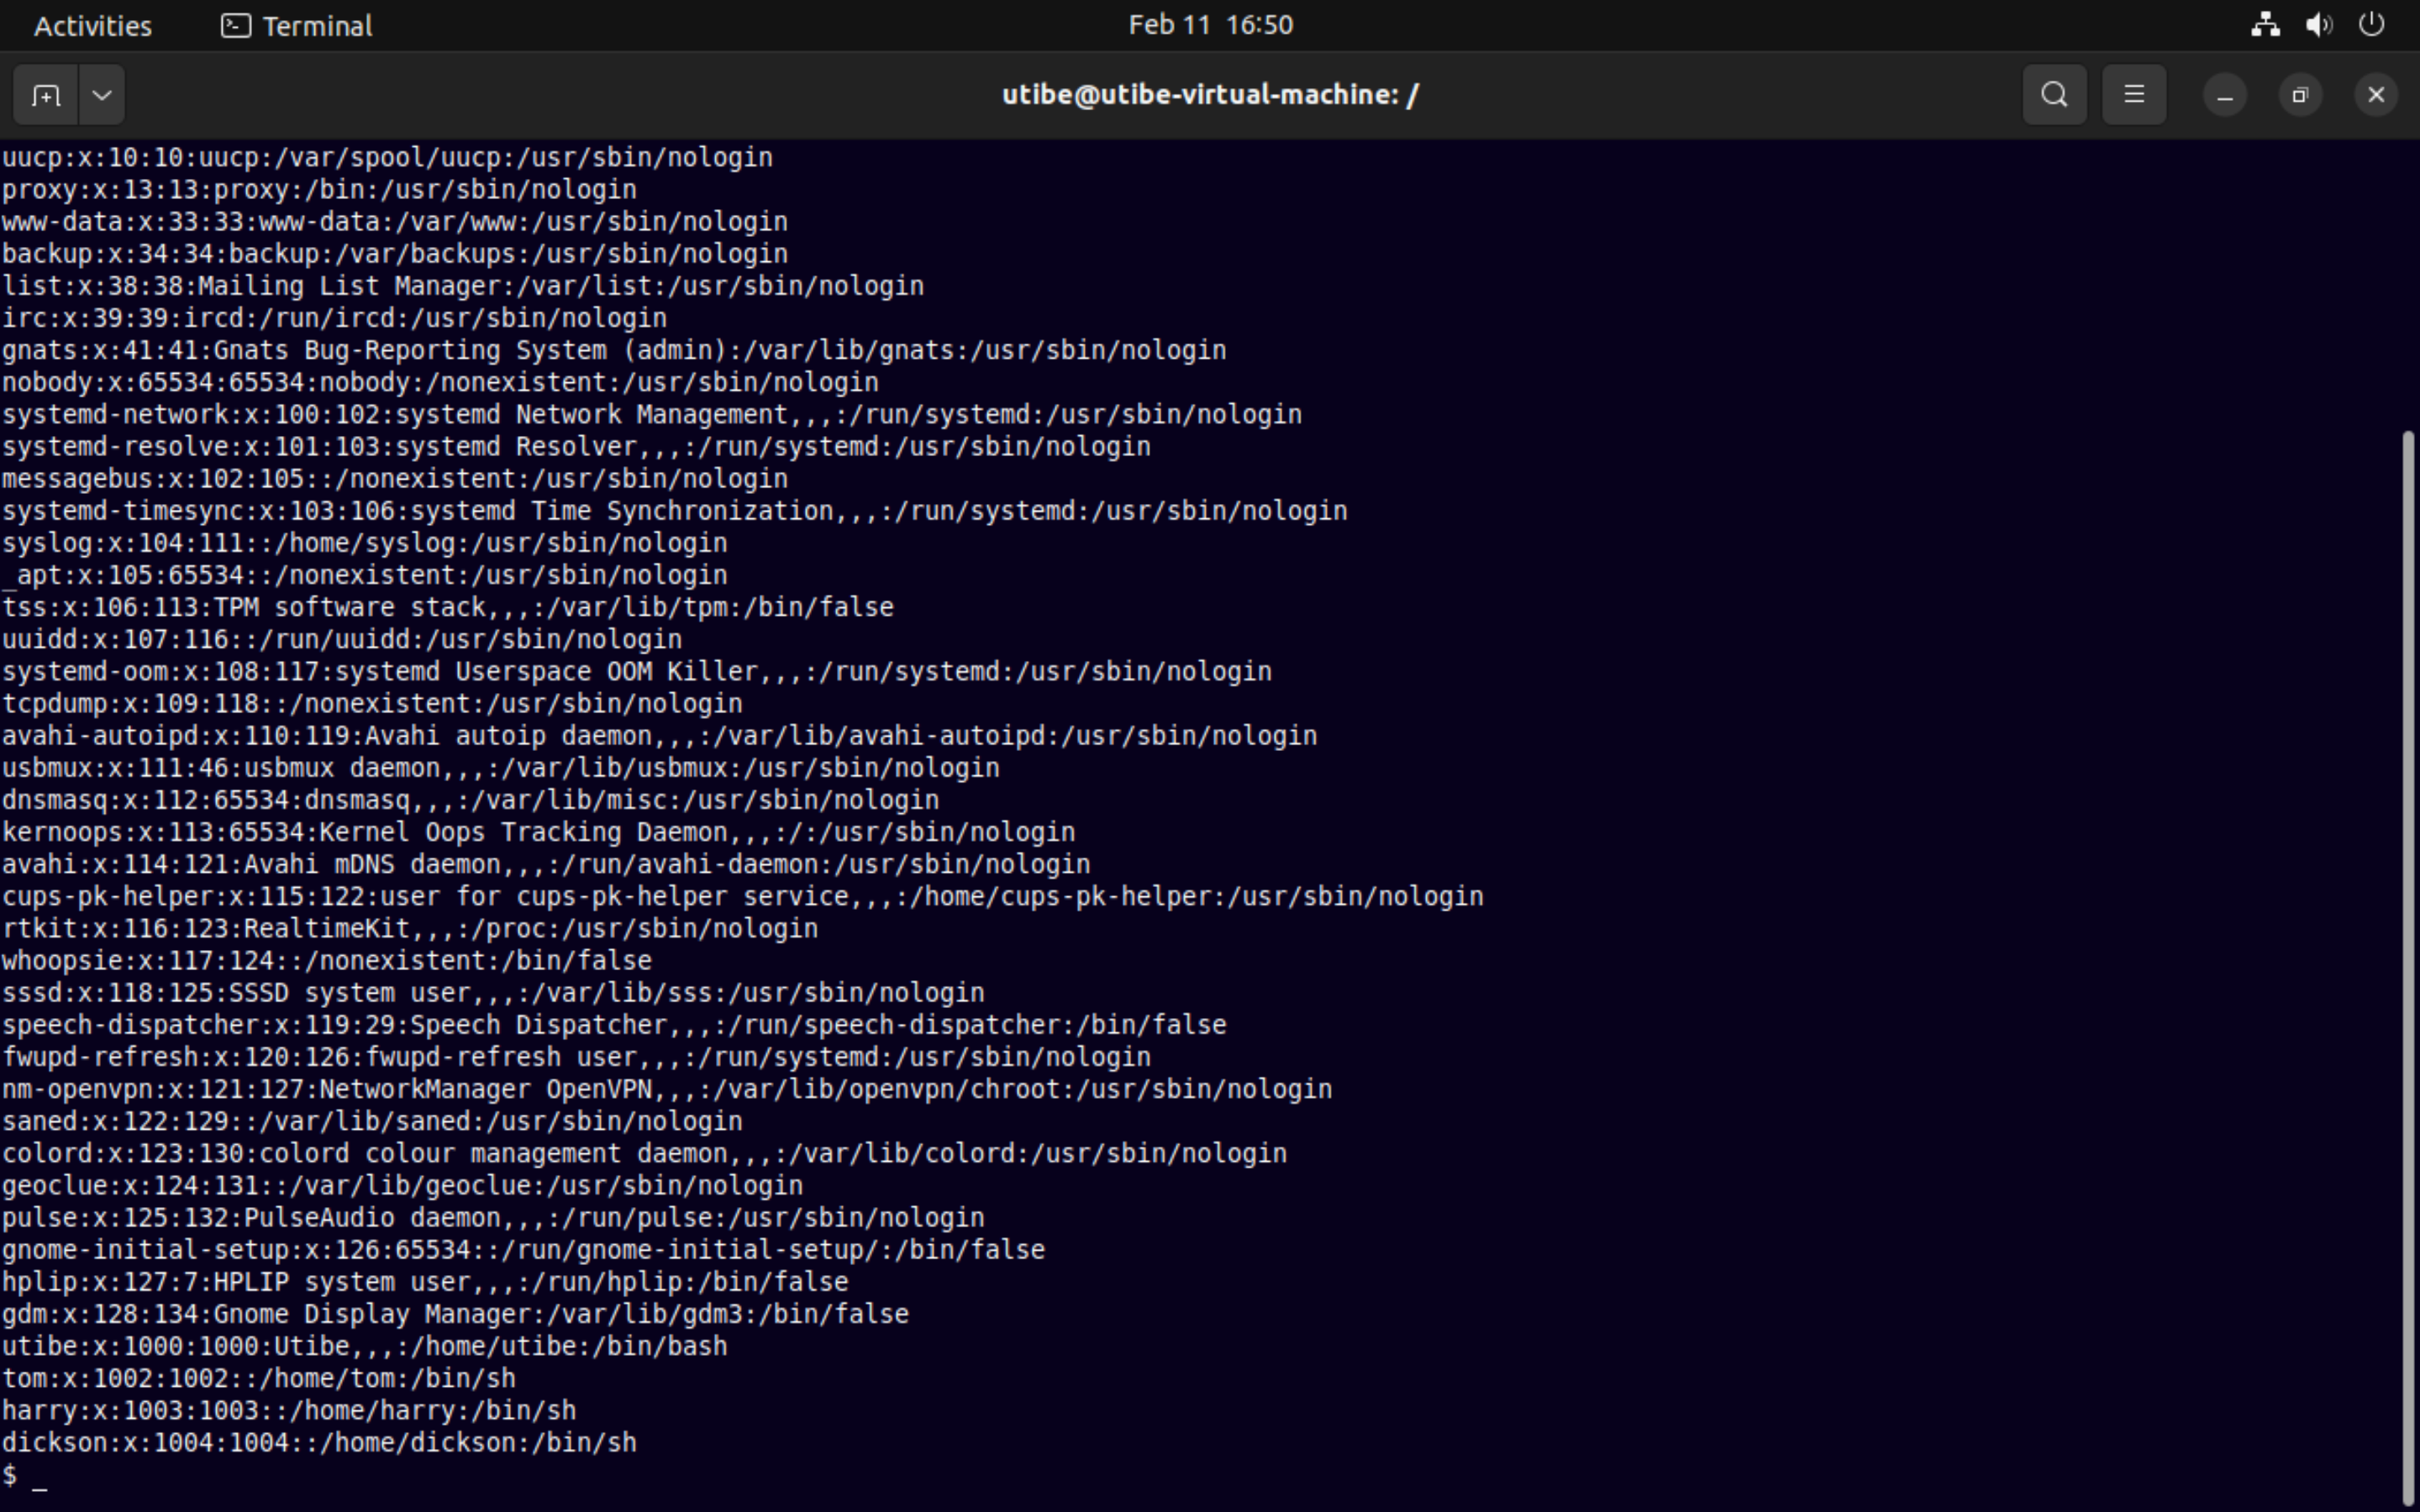 Activities Terminal Feb 11 16:50
utibe@utibe-virtual-machine: /
uucp:x:10:10:uucp:/var/spool/uucp:/usr/sbin/nologin
proxy:x:13:13:proxy:/bin:/usr/sbin/nologin
www-data:x:33:33:www-data:/var/www:/usr/sbin/nologin
backup:x:34:34:backup:/var/backups:/usr/sbin/nologin
list:x:38:38:Mailing List Manager:/var/list:/usr/sbin/nologin
irc:x:39:39:ircd:/run/ircd:/usr/sbin/nologin
gnats:x:41:41:Gnats Bug-Reporting System (admin):/var/lib/gnats:/usr/sbin/nologin
nobody:x:65534:65534:nobody:/nonexistent:/usr/sbin/nologin
systemd-network:x:100:102:systemd Network Management,,,:/run/systemd:/usr/sbin/nologin
systemd-resolve:x:101:103:systemd Resolver,,,:/run/systemd:/usr/sbin/nologin
messagebus:x:102:105::/nonexistent:/usr/sbin/nologin
systemd-timesync:x:103:106:systemd Time Synchronization,,,:/run/systemd:/usr/sbin/nologin
syslog:x:104:111::/home/syslog:/usr/sbin/nologin
_apt:x:105:65534::/nonexistent:/usr/sbin/nologin
tss:x:106:113:TPM software stack,,,:/var/lib/tpm:/bin/false
uuidd:x:107:116::/run/uuidd:/usr/sbin/nologin
systemd-oom:x:108:117:systemd Userspace OOM Killer,,,:/run/systemd:/usr/sbin/nologin
tcpdump:x:109:118::/nonexistent:/usr/sbin/nologin
avahi-autoipd:x:110:119:Avahi autoip daemon,,,:/var/lib/avahi-autoipd:/usr/sbin/nologin
usbmux:x:111:46:usbmux daemon,,,:/var/lib/usbmux:/usr/sbin/nologin
dnsmasq:x:112:65534:dnsmasq,,,:/var/lib/misc:/usr/sbin/nologin
kernoops:x:113:65534:Kernel Oops Tracking Daemon,,,:/:/usr/sbin/nologin
avahi:x:114:121:Avahi mDNS daemon,,,:/run/avahi-daemon:/usr/sbin/nologin
cups-pk-helper:x:115:122:user for cups-pk-helper service,,,:/home/cups-pk-helper:/usr/sbin/nologin
rtkit:x:116:123:RealtimeKit,,,:/proc:/usr/sbin/nologin
whoopsie:x:117:124::/nonexistent:/bin/false
sssd:x:118:125:SSSD system user,,,:/var/lib/sss:/usr/sbin/nologin
speech-dispatcher:x:119:29:Speech Dispatcher,,,:/run/speech-dispatcher:/bin/false
fwupd-refresh:x:120:126:fwupd-refresh user,,,:/run/systemd:/usr/sbin/nologin
nm-openvpn:x:121:127:NetworkManager OpenVPN,,,:/var/lib/openvpn/chroot:/usr/sbin/nologin
saned:x:122:129::/var/lib/saned:/usr/sbin/nologin
colord:x:123:130:colord colour management daemon,,,:/var/lib/colord:/usr/sbin/nologin
geoclue:x:124:131::/var/lib/geoclue:/usr/sbin/nologin
pulse:x:125:132:PulseAudio daemon,,,:/run/pulse:/usr/sbin/nologin
gnome-initial-setup:x:126:65534::/run/gnome-initial-setup/:/bin/false
hplip:x:127:7:HPLIP system user,,,:/run/hplip:/bin/false
gdm:x:128:134:Gnome Display Manager:/var/lib/gdm3:/bin/false
utibe:x:1000:1000:Utibe,,,:/home/utibe:/bin/bash
tom:x:1002:1002::/home/tom:/bin/sh
harry:x:1003:1003::/home/harry:/bin/sh
dickson:x:1004:1004::/home/dickson:/bin/sh
$ _